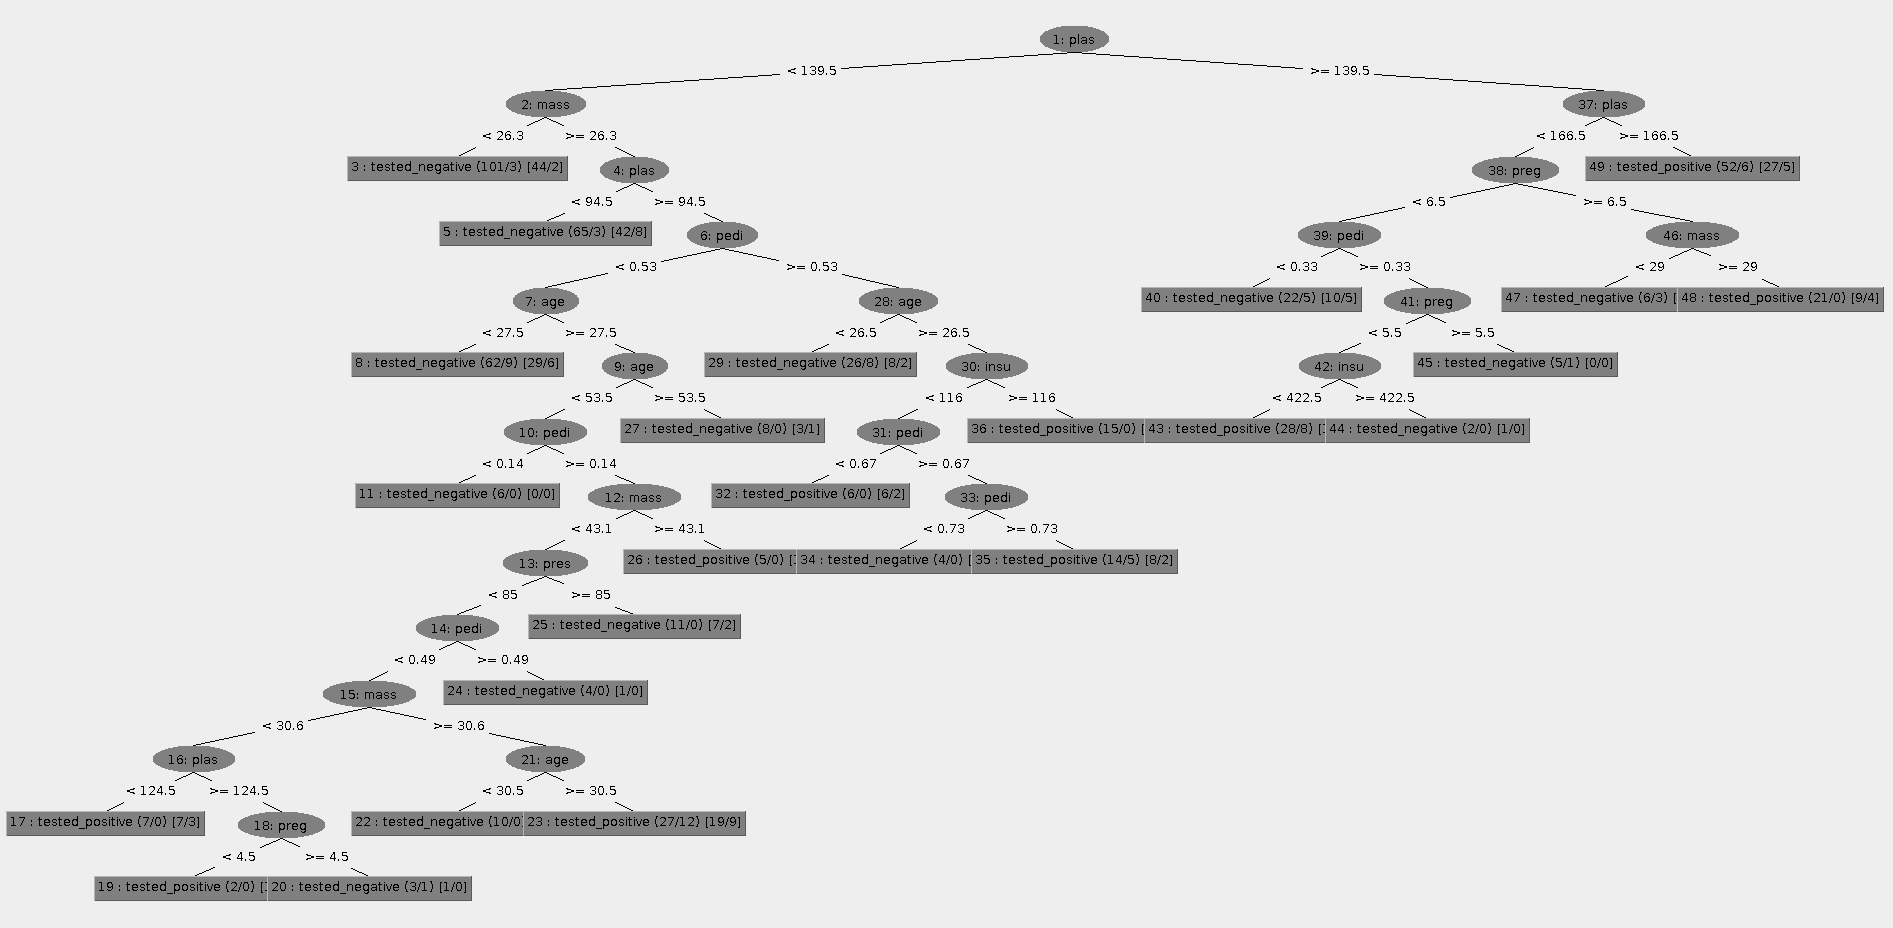 1: plas
< 139.5
>= 139.5
2: mass
37: plas
< 26.3
>= 26.3
< 166.5
>= 166.5
3 : tested_negative (101/3) [44/2]
4: plas
38: preg
49 : tested_positive (52/6) [27/5]
< 94.5
>= 94.5
< 6.5
>= 6.5
5 : tested_negative (65/3) [42/8]
6: pedi
39: pedi
46: mass
< 0.53
>= 0.53
< 0.33
>= 0.33
< 29
>= 29
7: age
28: age
40 : tested_negative (22/5) [10/5]
41: preg
47 : tested_negative (6/3) [
48 : tested_positive (21/0) [9/4]
< 27.5
>= 27.5
< 26.5
>= 26.5
< 5.5
>= 5.5
8 : tested_negative (62/9) [29/6]
9: age
29 : tested_negative (26/8) [8/2]
30: insu
42: insu
45 : tested_negative (5/1) [0/0]
< 53.5
>= 53.5
< 116
>= 116
< 422.5
>= 422.5
10: pedi
27 : tested_negative (8/0) [3/1]
31: pedi
36 : tested_positive (15/0) [
43 : tested_positive (28/8) [
44 : tested_negative (2/0) [1/0]
< 0.14
>= 0.14
< 0.67
>= 0.67
11 : tested_negative (6/0) [0/0]
12: mass
32 : tested_positive (6/0) [6/2]
33: pedi
< 43.1
>= 43.1
< 0.73
>= 0.73
13: pres
26 : tested_positive (5/0) [
34 : tested_negative (4/0) [
35 : tested_positive (14/5) [8/2]
< 85
>= 85
14: pedi
25 : tested_negative (11/0) [7/2]
< 0.49
>= 0.49
15: mass
24 : tested_negative (4/0) [1/0]
< 30.6
>= 30.6
16: plas
21: age
< 124.5
>= 124.5
< 30.5
>= 30.5
17 : tested_positive (7/0) [7/3]
18: preg
22 : tested_negative (10/0
23 : tested_positive (27/12) [19/9]
< 4.5
>= 4.5
19 : tested_positive (2/0) [
20 : tested_negative (3/1) [1/0]